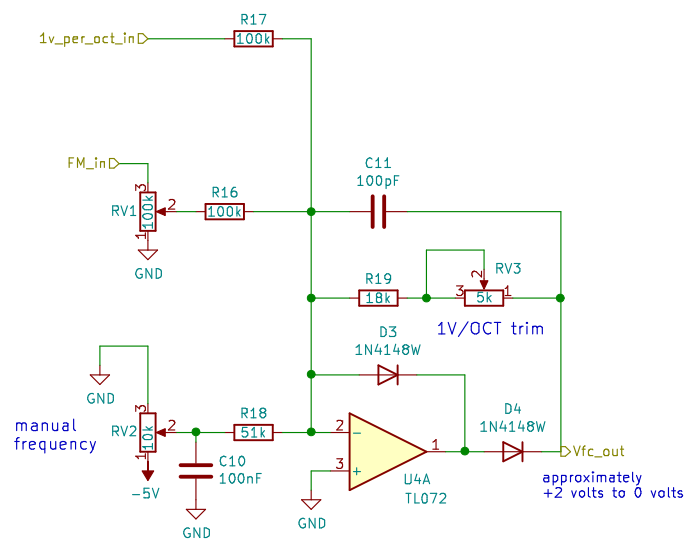 R17
1v_per_oct_in
100k
FM_in
C11
100pF
3
R16
RV1
100k
2
100k
1
GND
R19
2
RV3
18k
3
5k
1
1V/OCT trim
D3
1N4148W
GND
3
R18
D4
1N4148W
manual
frequency
RV2
10k
2
51k
2
-
1
Vfc_out
1
C10
100nF
3
+
U4A
TL072
approximately
+2 volts to 0 volts
-5V
GND
GND